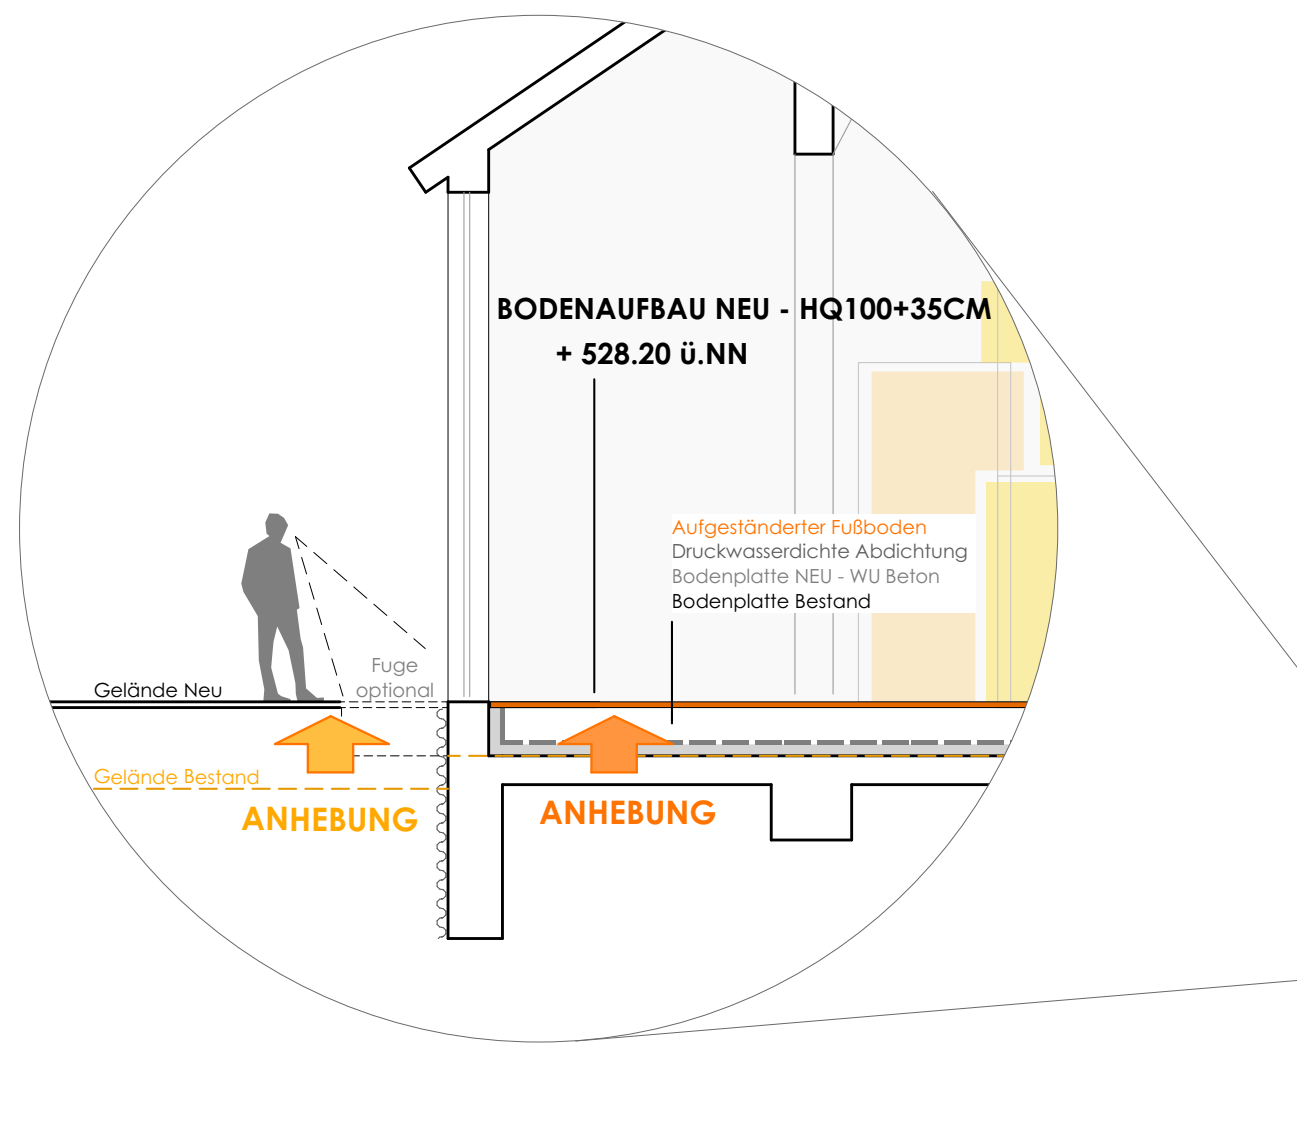 BODENAUFBAU NEU - HQ100+35CM
+ 528.20 ü.NN
Aufgeständerter Fußboden
Druckwasserdichte Abdichtung
Bodenplatte NEU - WU Beton
Bodenplatte Bestand
Fuge
optional
Gelände Neu
Gelände Bestand
ANHEBUNG
ANHEBUNG